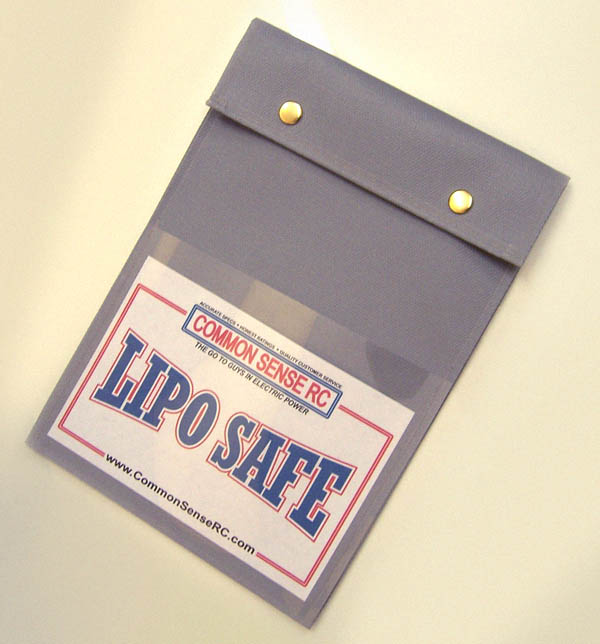 ACCURATE SPECS • HONEST RATINGS • QUALITY CUSTOMER SERVICE
COMMON SENSE RC
THE GO TO GUYS IN ELECTRIC POWER
LIPO SAFE
www.CommonSenseRC.com